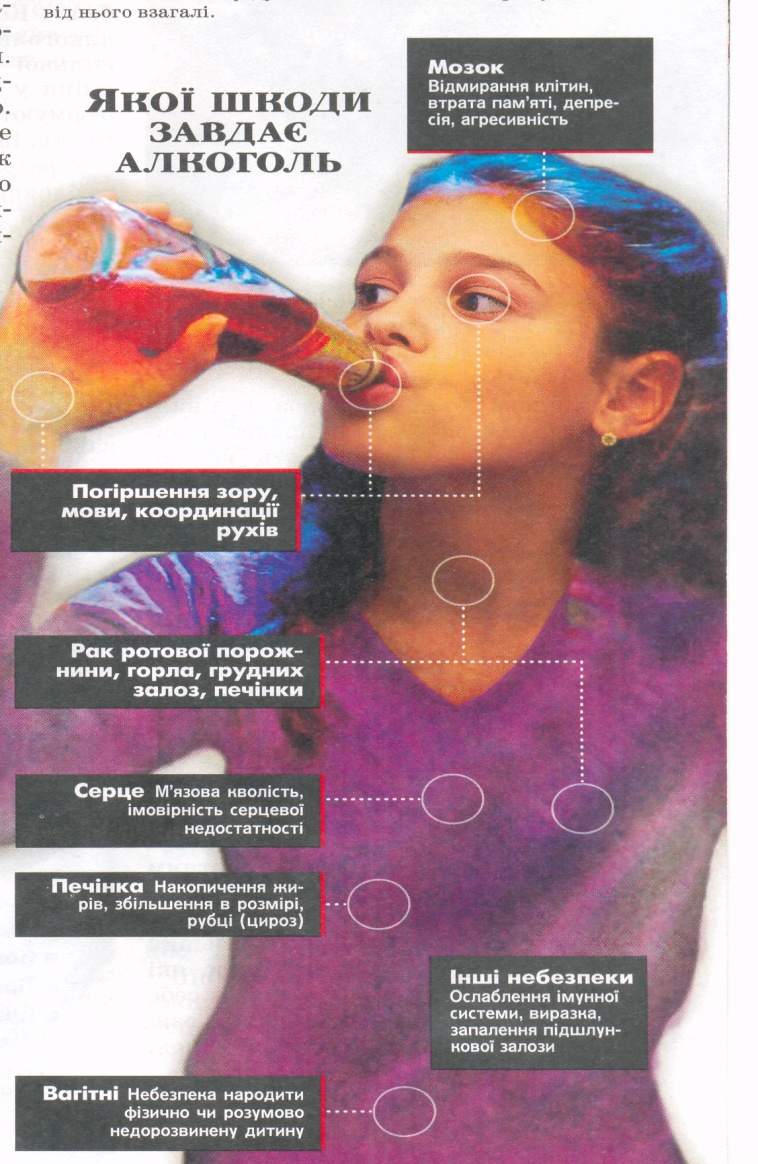 від нього взагалі.
Якої шкоди
завдає
алкоголь
Мозок
Відмирання клітин,
втрата пам'яті, депре-
сія, агресивність
Погіршення зору,
мови, координації
рухів
Рак ротової порож-
нини, горла, грудних
залоз, печінки
Серце М'язова кволість,
імовірність серцевої
недостатності
Печінка Накопичення жи-
рів, збільшення в розмірі,
рубці (цироз)
Інші небезпеки
Ослаблення імунної
системи, виразка,
запалення підшлун-
кової залози
Вагітні Небезпека народити
фізично чи розумово
недорозвинену дитину